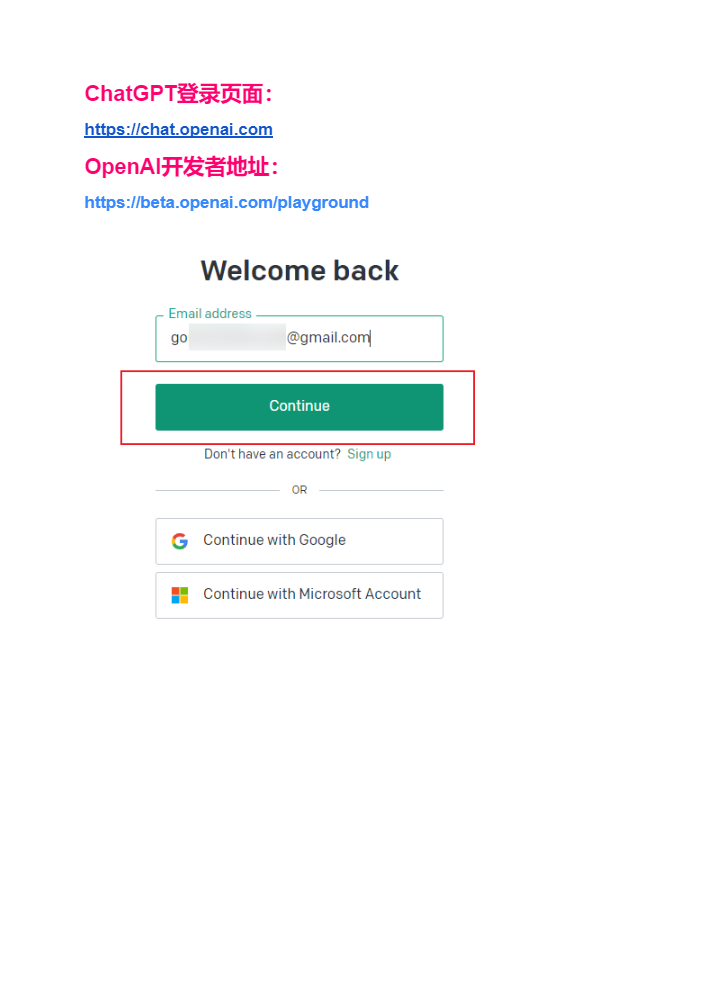 ChatGPT登录页面：
https://chat.openai.com
OpenAI开发者地址：
https://beta.openai.com/playground
Welcome back
Email address
go @gmail.com
Continue
Don't have an account? Sign up
OR
Continue with Google
Continue with Microsoft Account